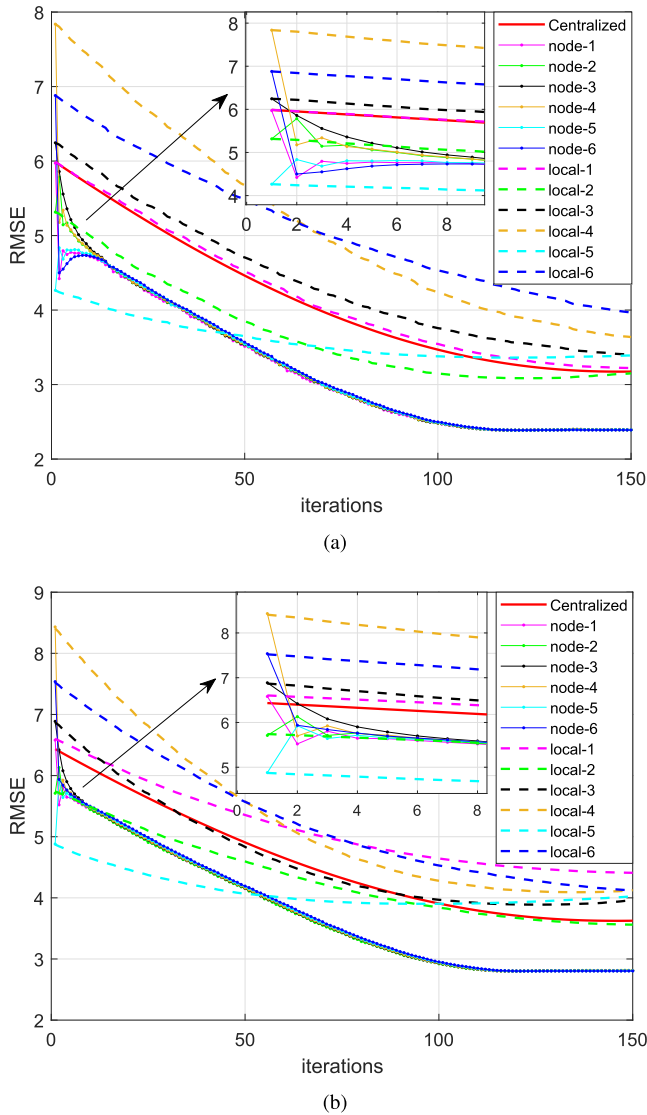 8
7
6
5
4
3
2
0
50
100
150
RMSE
iterations
8
7
6
5
4
0
2
4
6
8
Centralized
node-1
node-2
node-3
node-4
node-5
node-6
local-1
local-2
local-3
local-4
local-5
local-6
(a)
9
8
7
6
5
4
3
2
0
50
100
150
RMSE
iterations
8
7
6
5
0
2
4
6
8
Centralized
node-1
node-2
node-3
node-4
node-5
node-6
local-1
local-2
local-3
local-4
local-5
local-6
(b)